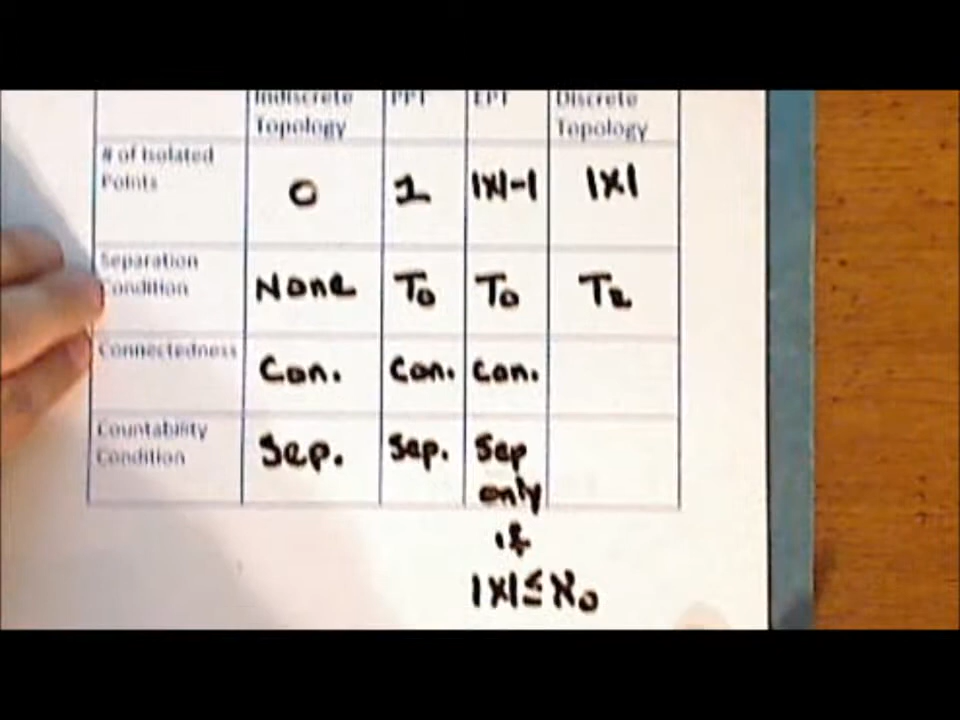 Indiscrete Topology PPT EPT Discrete Topology
# of Isolated Points 0 1 |X|-1 |X|
Separation Condition None T₀ T₀ T₂
Connectedness Con. Con. Con.
Countability Condition Sep. Sep. Sep
only
if
|X|≤ℵ₀